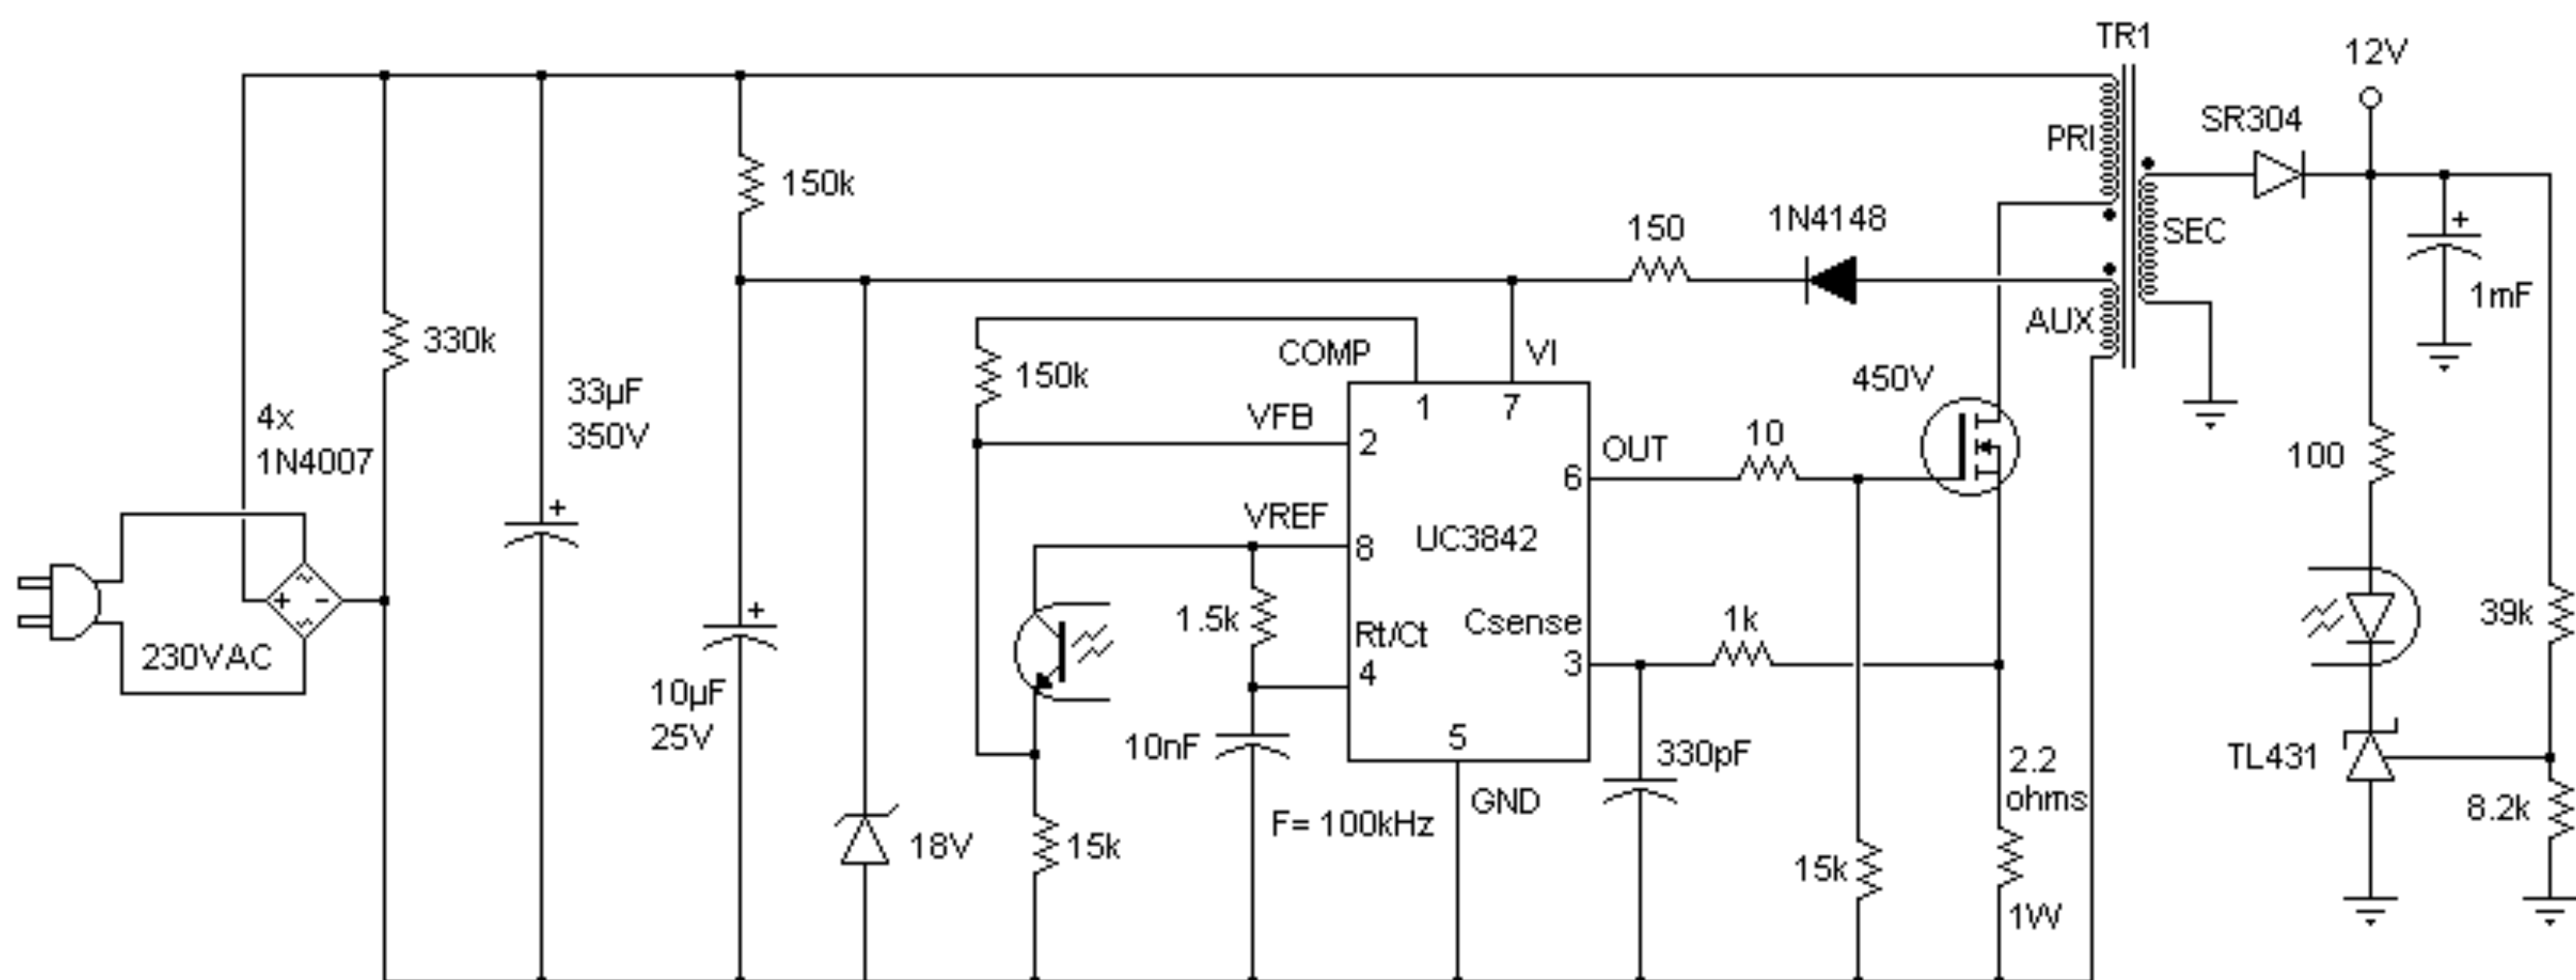 TR1
12V
SR304
PRI
150k
150
1N4148
SEC
1mF
AUX
330k
COMP
VI
450V
150k
1
7
33µF
350V
4x
1N4007
VFB
2
10
OUT
100
6
VREF
8
UC3842
+
-
1.5k
Rt/Ct
4
Csense
3
1k
39k
230VAC
10µF
25V
10nF
5
330pF
2.2
ohms
TL431
GND
F= 100kHz
8.2k
18V
15k
15k
1W
+
+
+